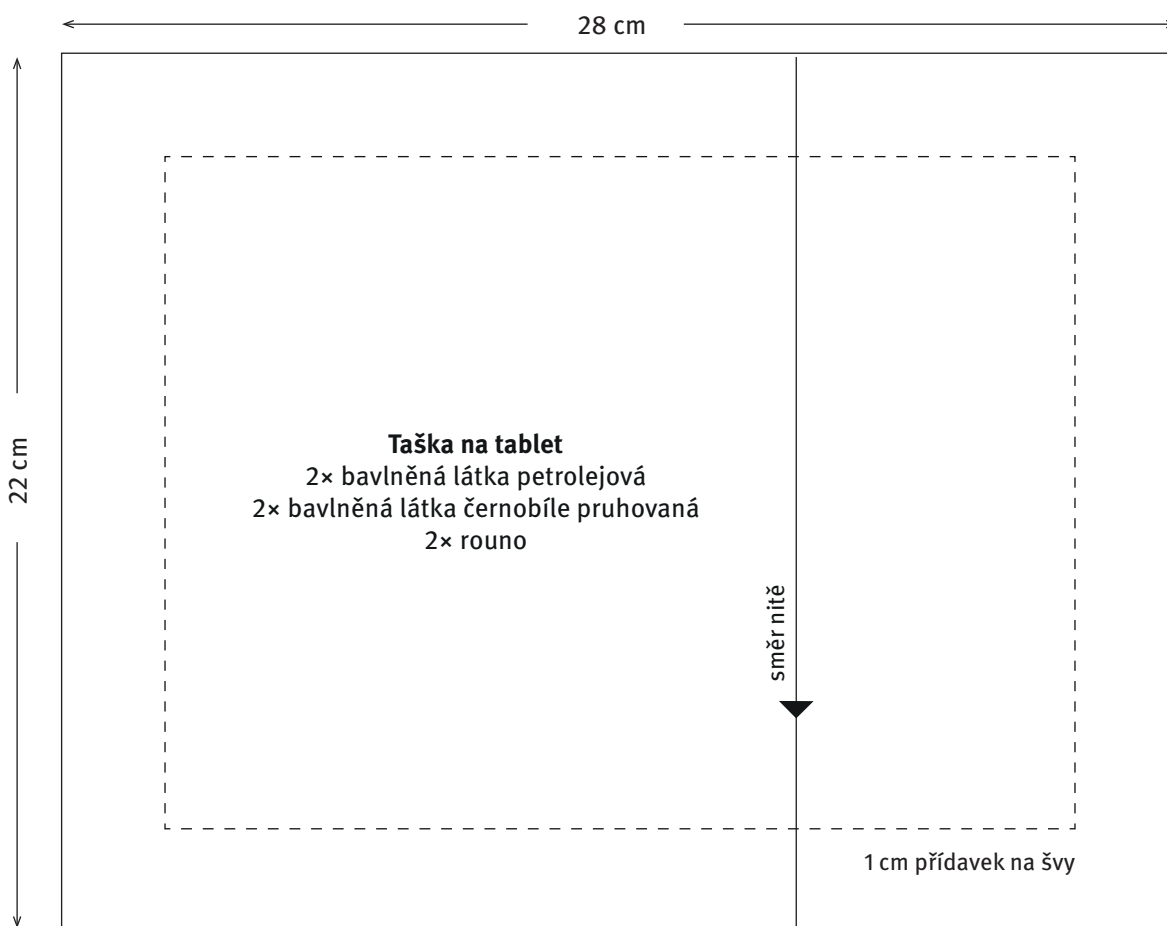 28 cm
22 cm
Taška na tablet
2× bavlněná látka petrolejová
2× bavlněná látka černobíle pruhovaná
2× rouno
směr nitě
1 cm přídavek na švy